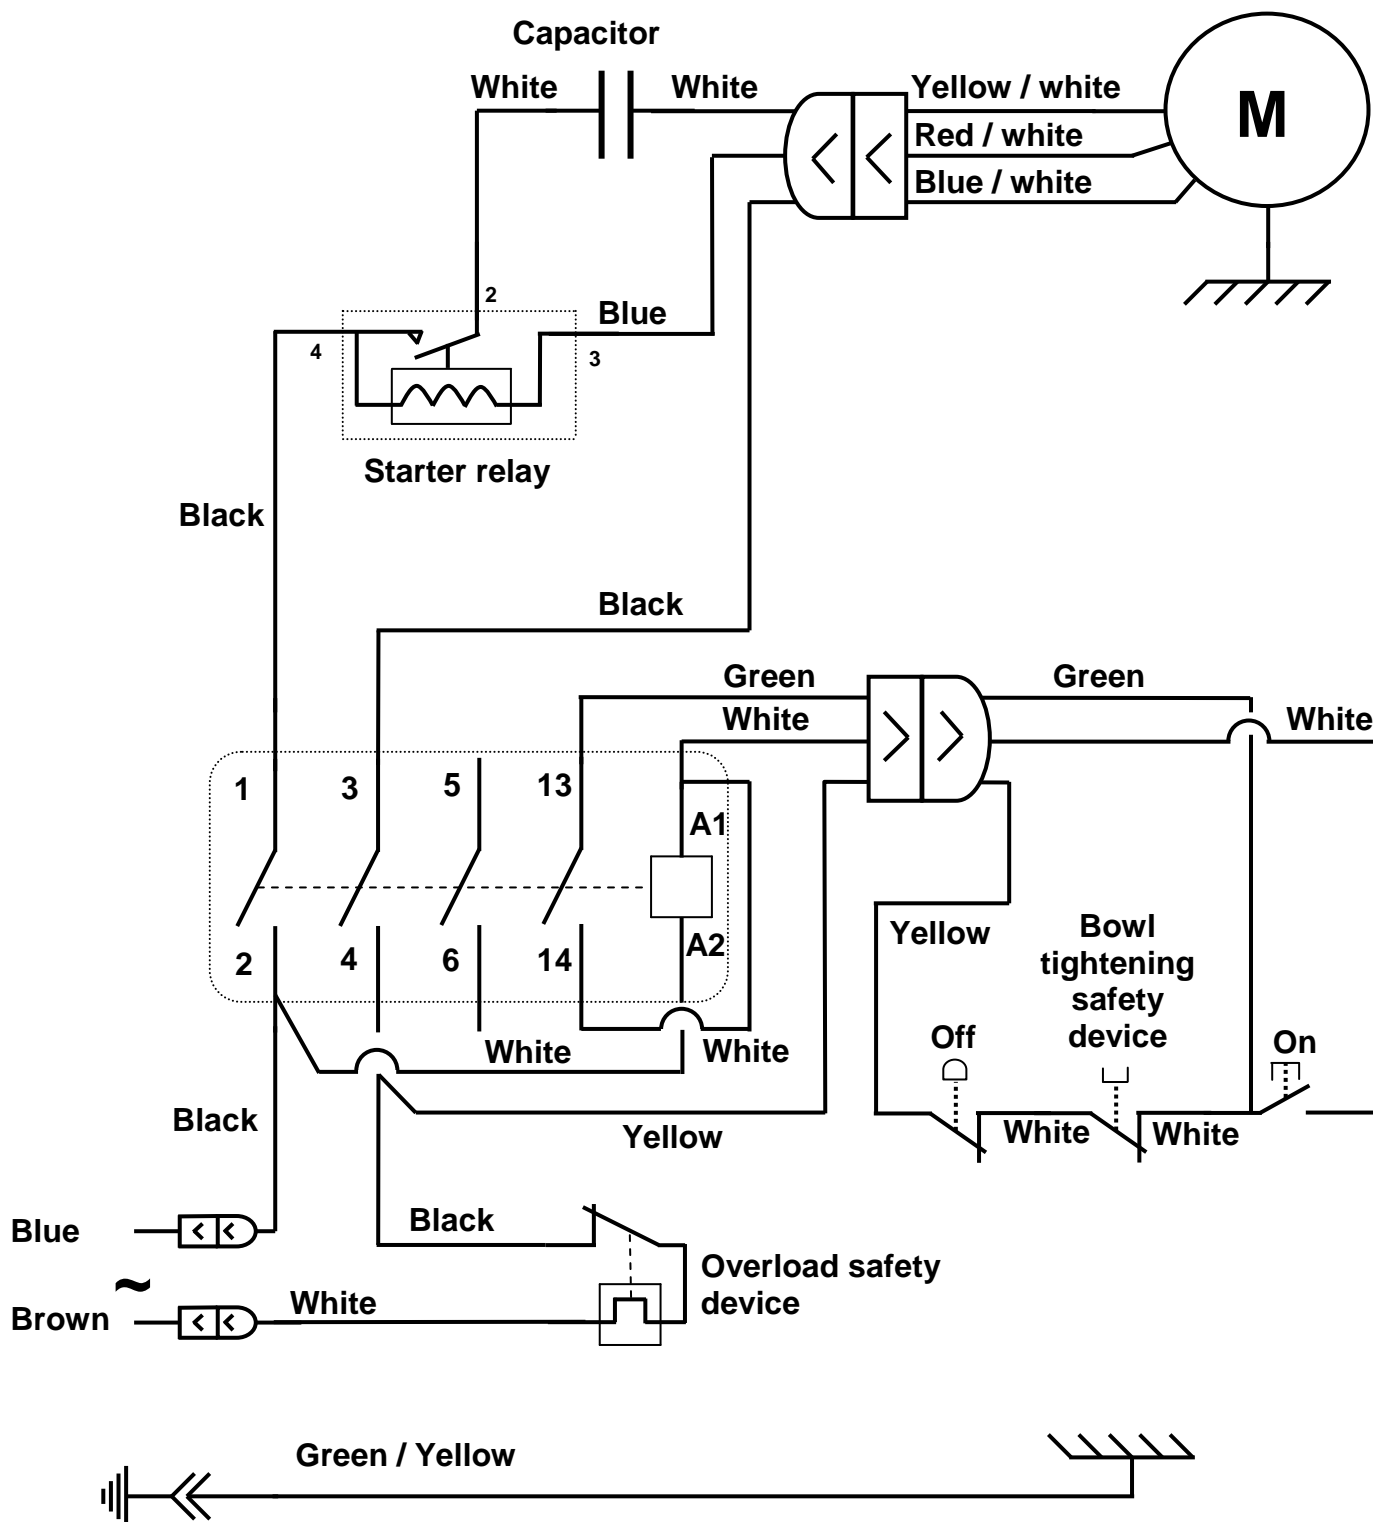 Capacitor
White
White
Yellow / white
Red / white
Blue / white
M
2
Blue
4
3
Starter relay
Black
Black
Green
Green
White
White
1
3
5
13
A1
2
4
6
14
A2
Yellow
Bowl
tightening
safety
device
Off
On
White
White
Black
Yellow
White
White
Blue
Black
Overload safety
device
~
Brown
White
Green / Yellow